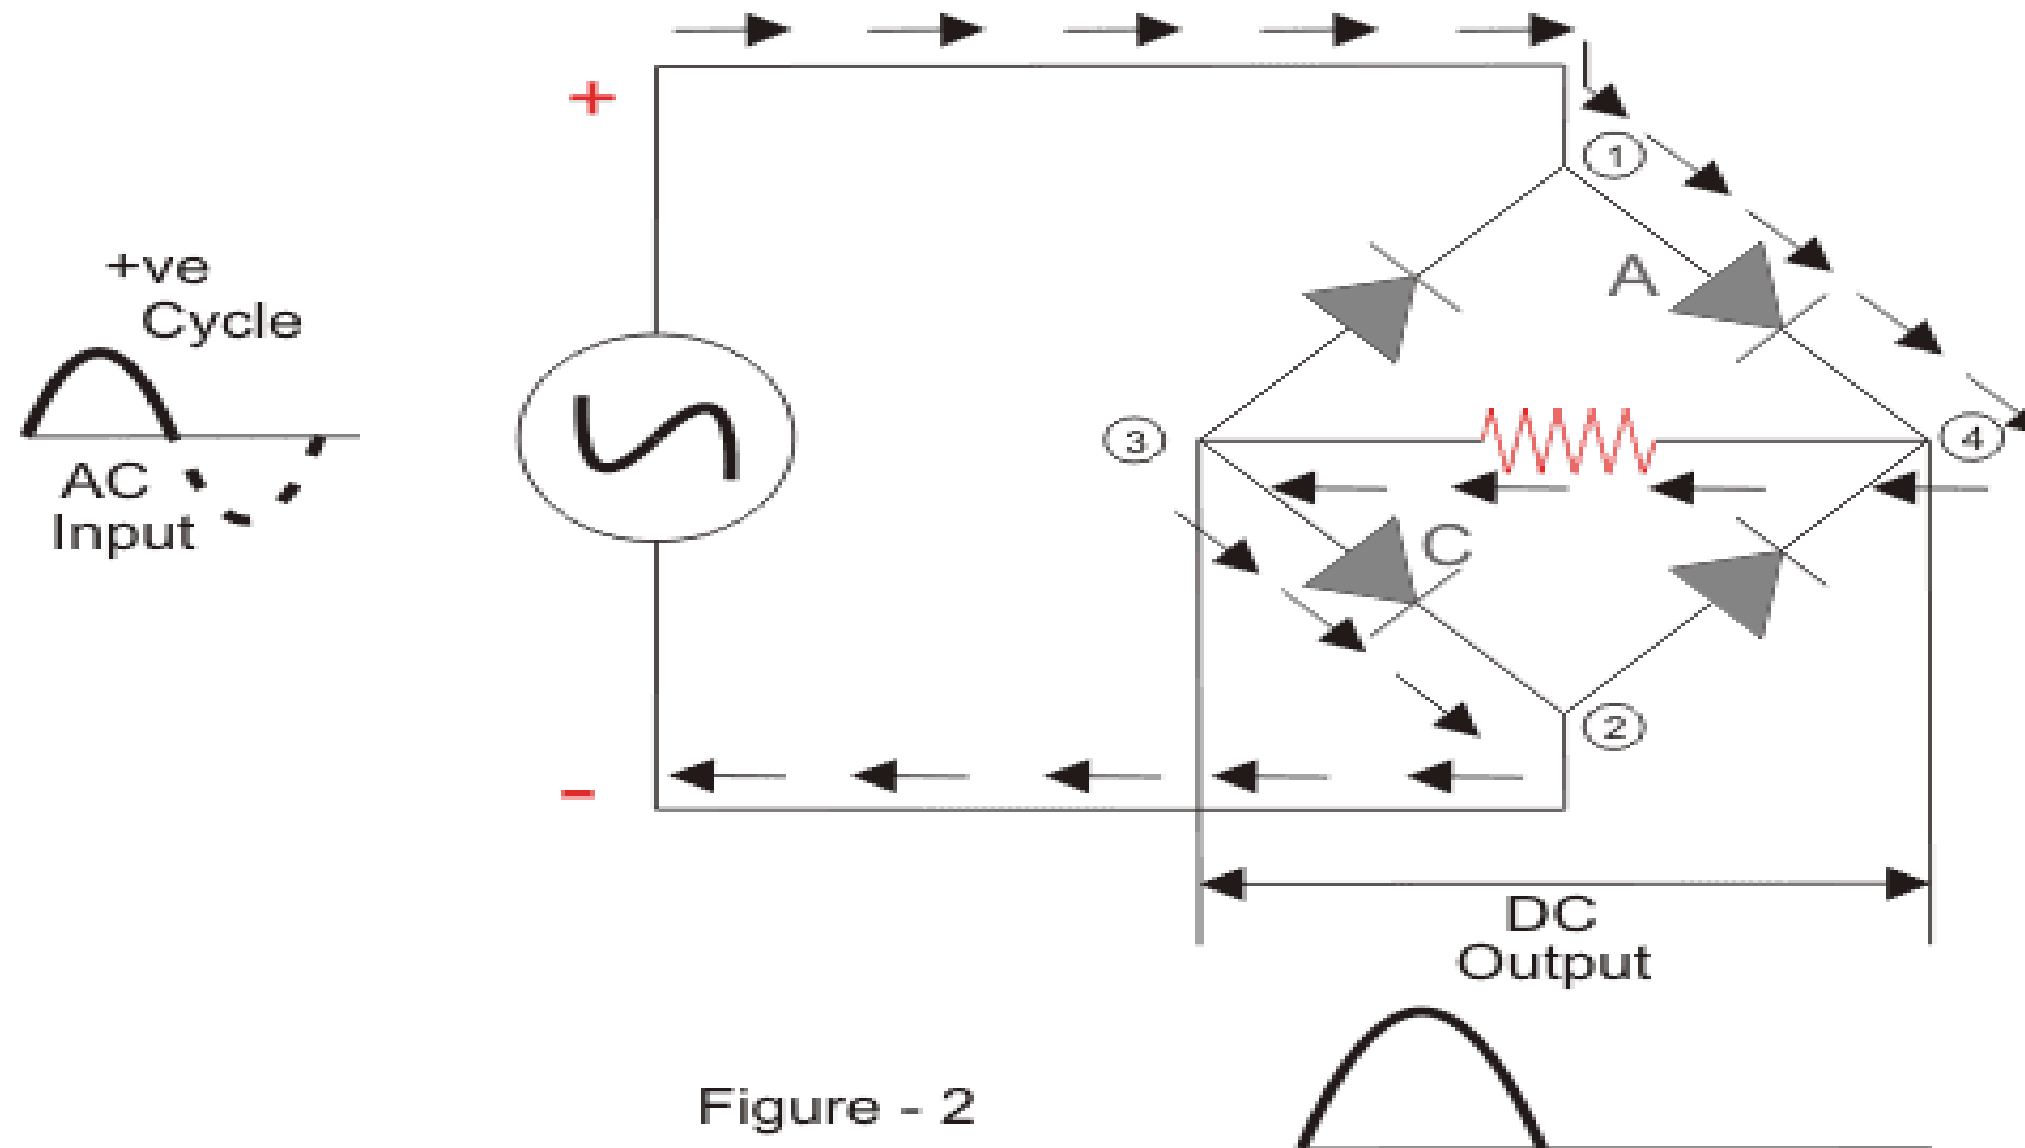 +
①
+ve
Cycle
A
③
④
AC
Input
C
②
-
DC
Output
Figure - 2